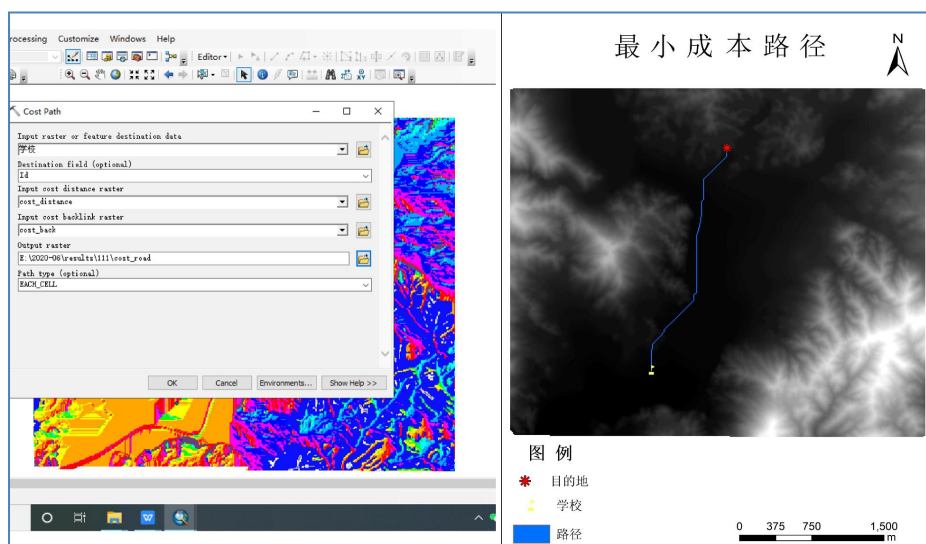 rocessing Customize Windows Help
Editor
Cost Path
Input raster or feature destination data
学校
Destination field (optional)
Id
Input cost distance raster
cost_distance
Input cost backlink raster
cost_back
Output raster
E:\2020-06\results\111\cost_road
Path type (optional)
EACH_CELL
OK Cancel Environments... Show Help >>
最小成本路径
N
图 例
目的地
学校
路径
0 375 750 1,500
m